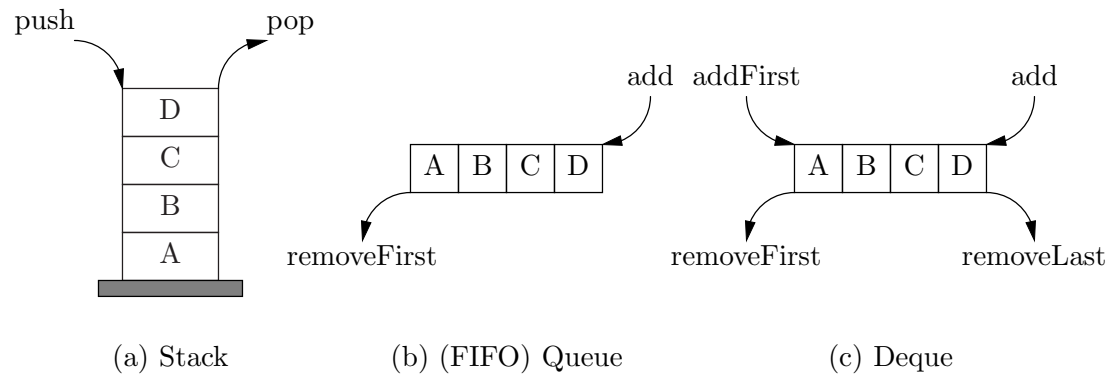 push pop
D
C
B
A
(a) Stack
add
A B C D
removeFirst
(b) (FIFO) Queue
addFirst add
A B C D
removeFirst removeLast
(c) Deque